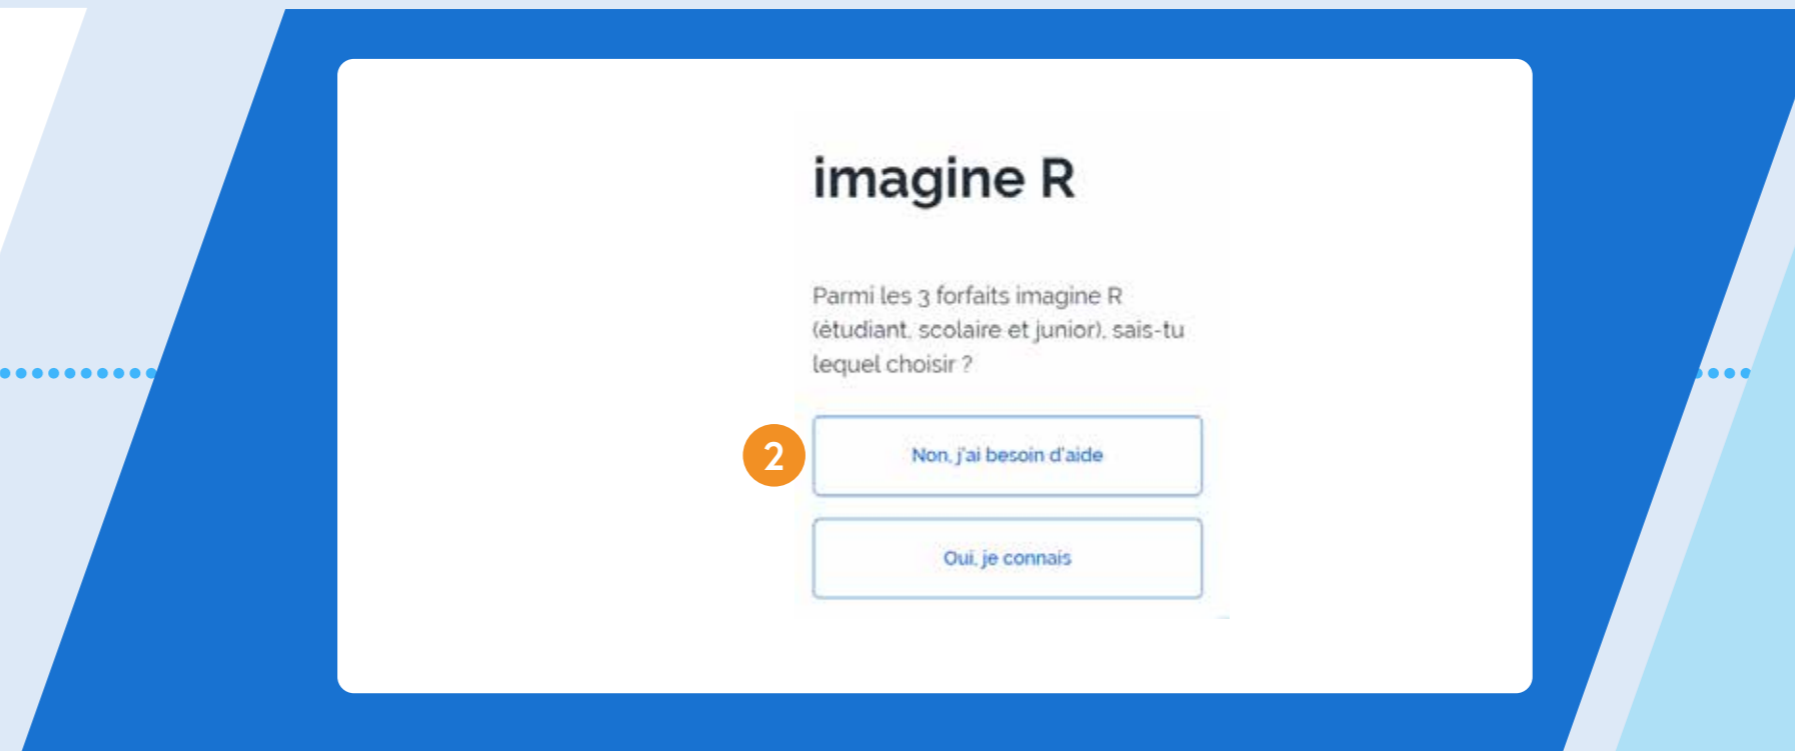 imagine R
Parmi les 3 forfaits imagine R
(étudiant, scolaire et junior), sais-tu
lequel choisir ?
2
Non, j'ai besoin d'aide
Oui, je connais